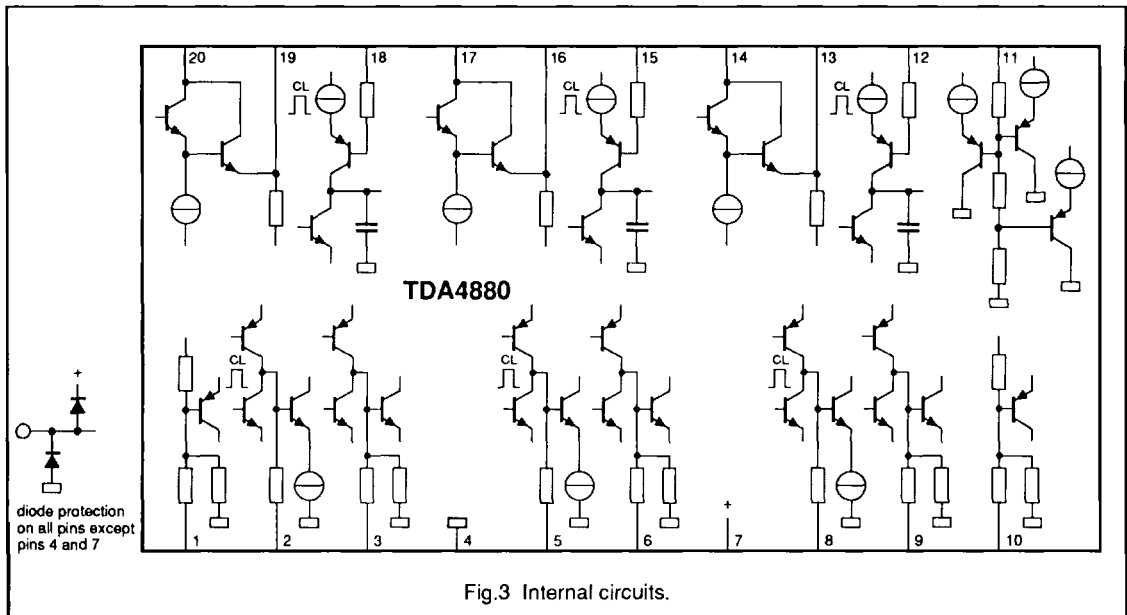 20 19 18 17 16 15 14 13 12 11
CL CL CL
TDA4880
CL CL CL
+
+
diode protection
on all pins except
pins 4 and 7
1 2 3 4 5 6 7 8 9 10
Fig.3 Internal circuits.